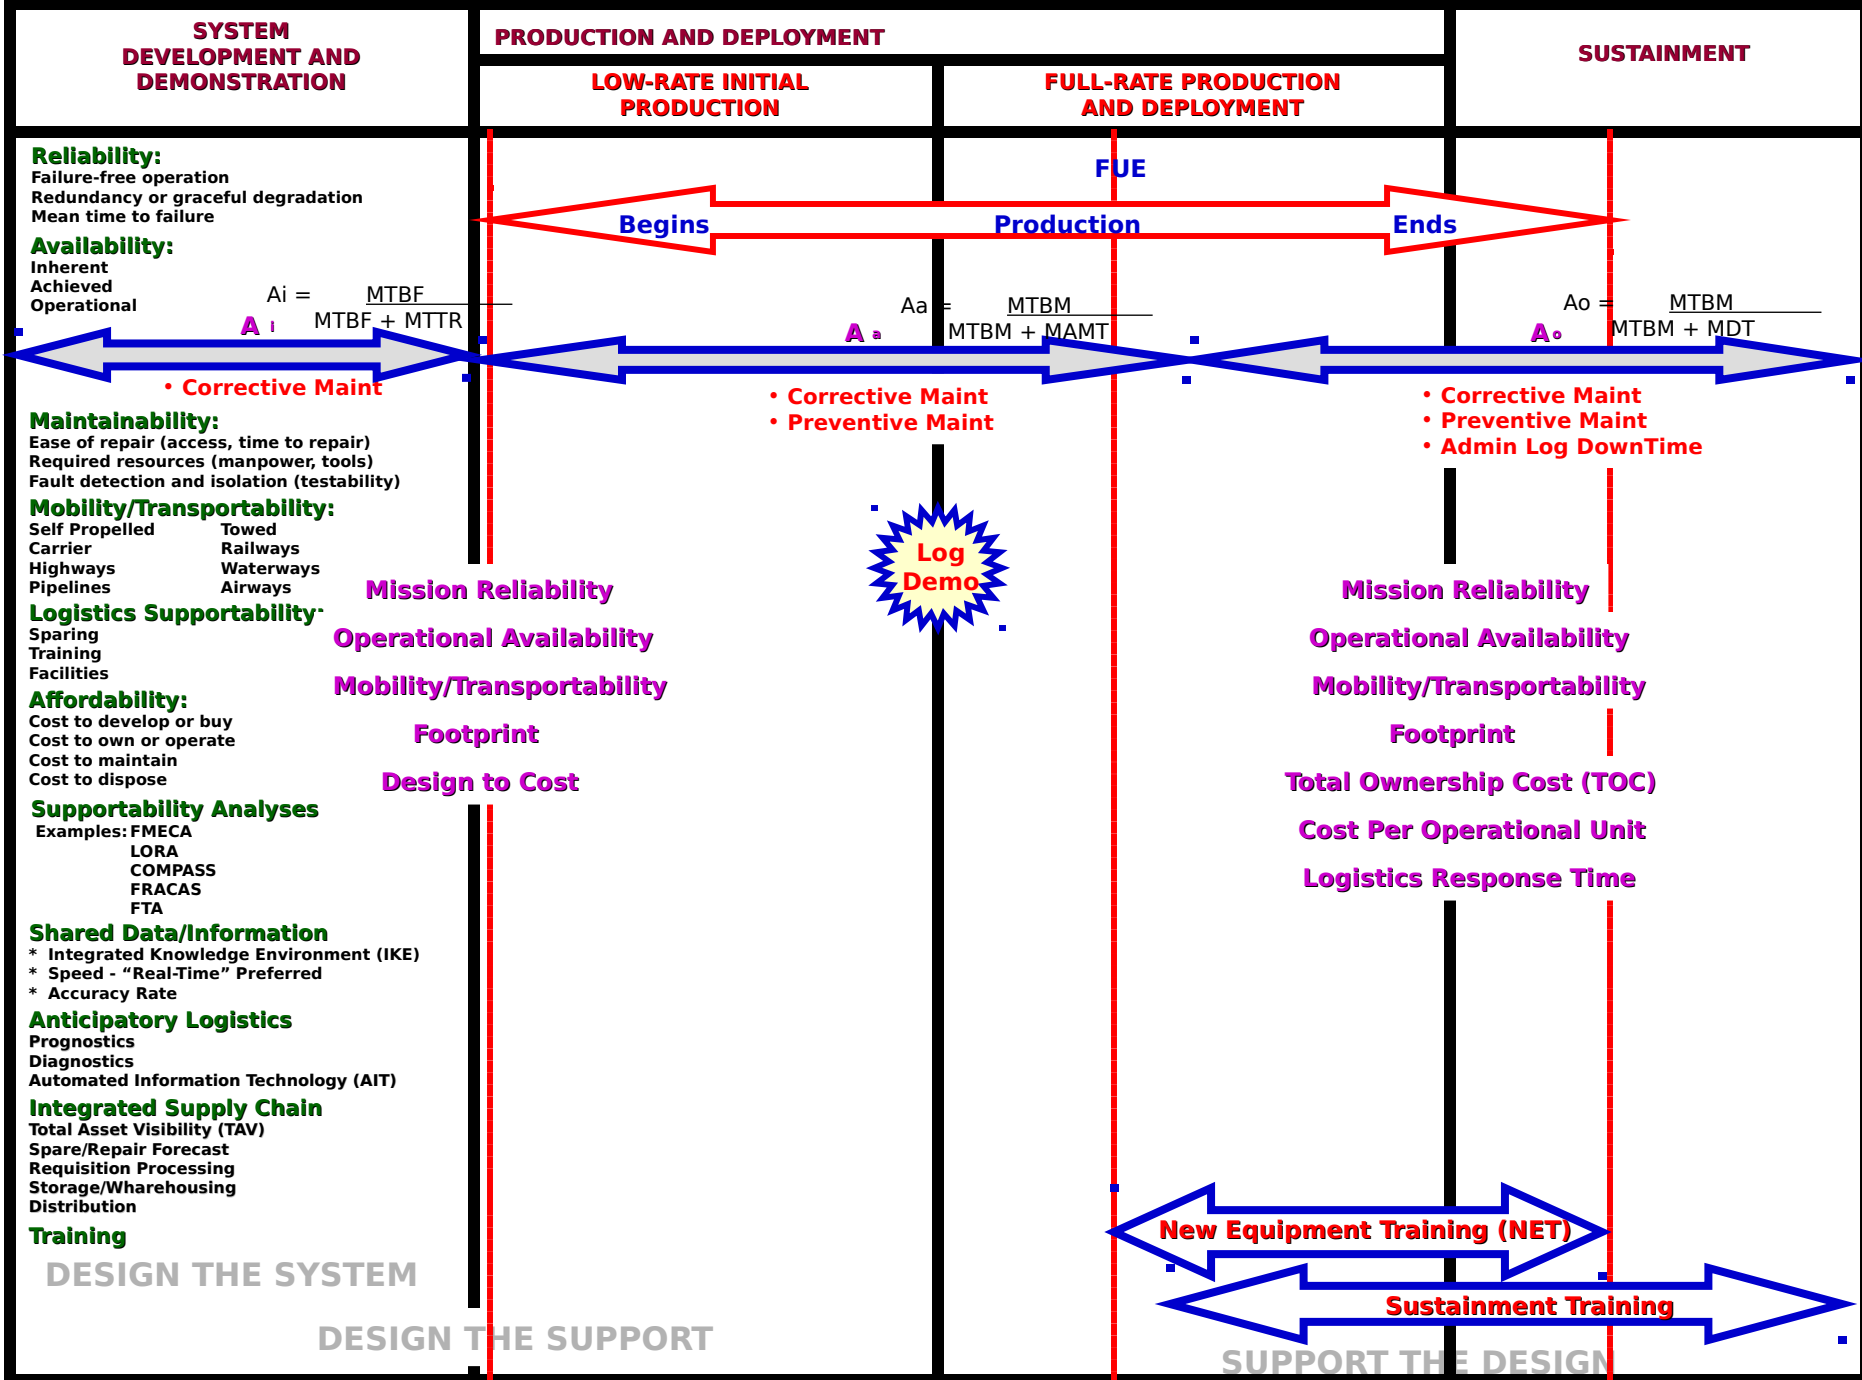 SYSTEM
DEVELOPMENT AND
DEMONSTRATION
PRODUCTION AND DEPLOYMENT
LOW-RATE INITIAL
PRODUCTION
FULL-RATE PRODUCTION
AND DEPLOYMENT
SUSTAINMENT
Reliability:
Failure-free operation
Redundancy or graceful degradation
Mean time to failure
Availability:
Inherent
Achieved
Operational
Ai = MTBF
MTBF + MTTR
A i
• Corrective Maint
FUE
Begins Production Ends
Aa = MTBM
MTBM + MAMT
A a
• Corrective Maint
• Preventive Maint
Ao = MTBM
MTBM + MDT
A o
• Corrective Maint
• Preventive Maint
• Admin Log DownTime
Maintainability:
Ease of repair (access, time to repair)
Required resources (manpower, tools)
Fault detection and isolation (testability)
Mobility/Transportability:
Self Propelled Towed
Carrier Railways
Highways Waterways
Pipelines Airways
Logistics Supportability:
Sparing
Training
Facilities
Affordability:
Cost to develop or buy
Cost to own or operate
Cost to maintain
Cost to dispose
Supportability Analyses
Examples: FMECA
LORA
COMPASS
FRACAS
FTA
Shared Data/Information
* Integrated Knowledge Environment (IKE)
* Speed - “Real-Time” Preferred
* Accuracy Rate
Anticipatory Logistics
Prognostics
Diagnostics
Automated Information Technology (AIT)
Integrated Supply Chain
Total Asset Visibility (TAV)
Spare/Repair Forecast
Requisition Processing
Storage/Wharehousing
Distribution
Training
Mission Reliability
Operational Availability
Mobility/Transportability
Footprint
Design to Cost
Log
Demo
Mission Reliability
Operational Availability
Mobility/Transportability
Footprint
Total Ownership Cost (TOC)
Cost Per Operational Unit
Logistics Response Time
New Equipment Training (NET)
Sustainment Training
DESIGN THE SYSTEM
DESIGN THE SUPPORT
SUPPORT THE DESIGN